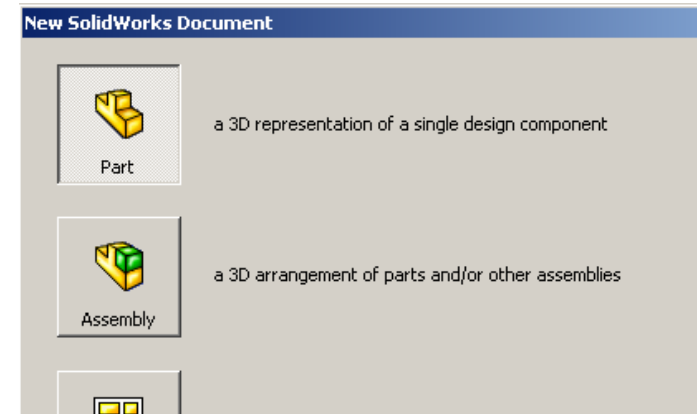 New SolidWorks Document
a 3D representation of a single design component
Part
a 3D arrangement of parts and/or other assemblies
Assembly